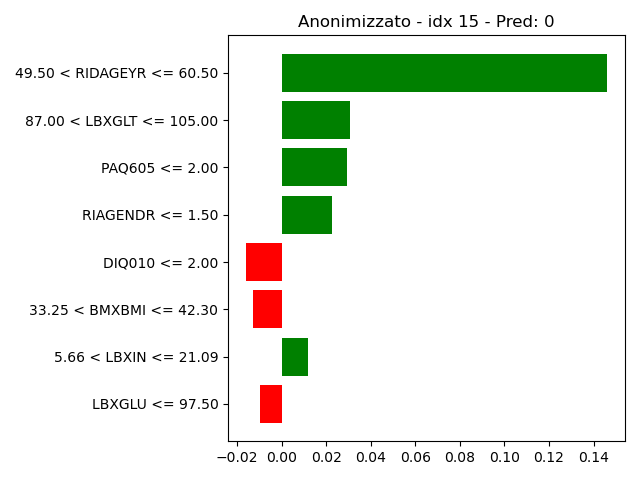 Anonimizzato - idx 15 - Pred: 0
49.50 < RIDAGEYR <= 60.50
87.00 < LBXGLT <= 105.00
PAQ605 <= 2.00
RIAGENDR <= 1.50
DIQ010 <= 2.00
33.25 < BMXBMI <= 42.30
5.66 < LBXIN <= 21.09
LBXGLU <= 97.50
−0.02 0.00 0.02 0.04 0.06 0.08 0.10 0.12 0.14